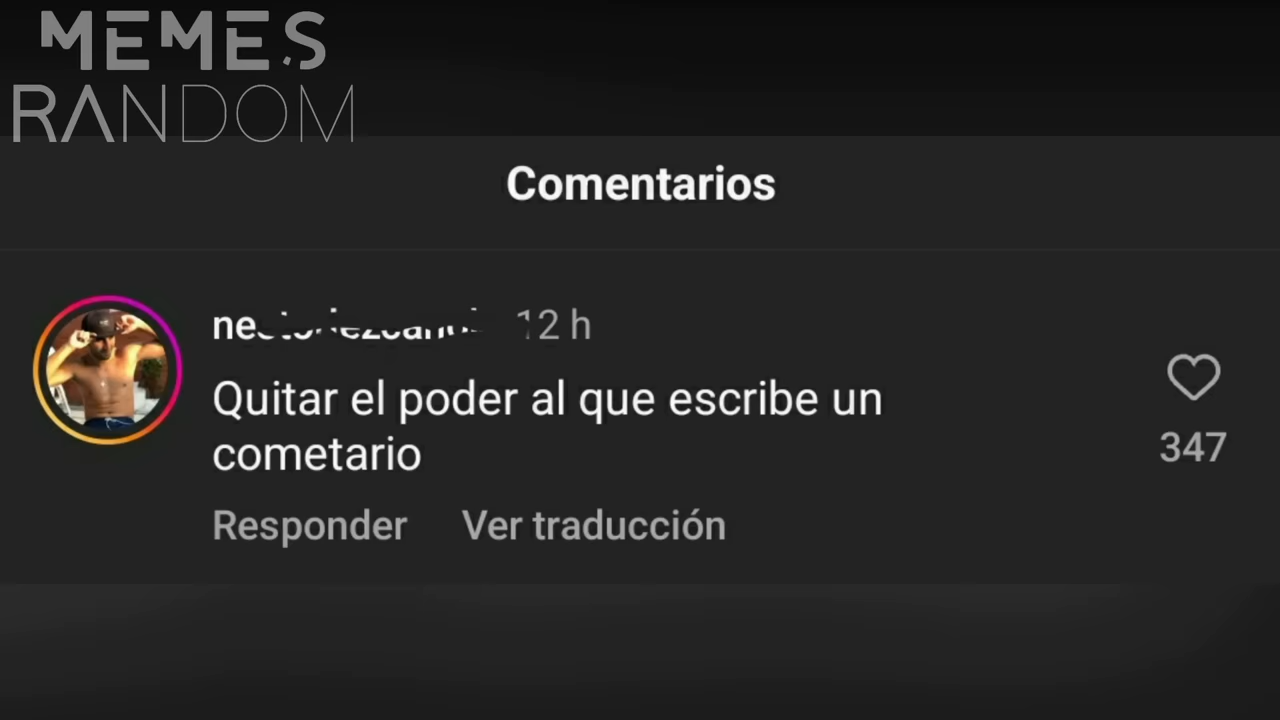 MEMES
RANDOM
Comentarios
12 h
Quitar el poder al que escribe un
cometario
347
Responder Ver traducción